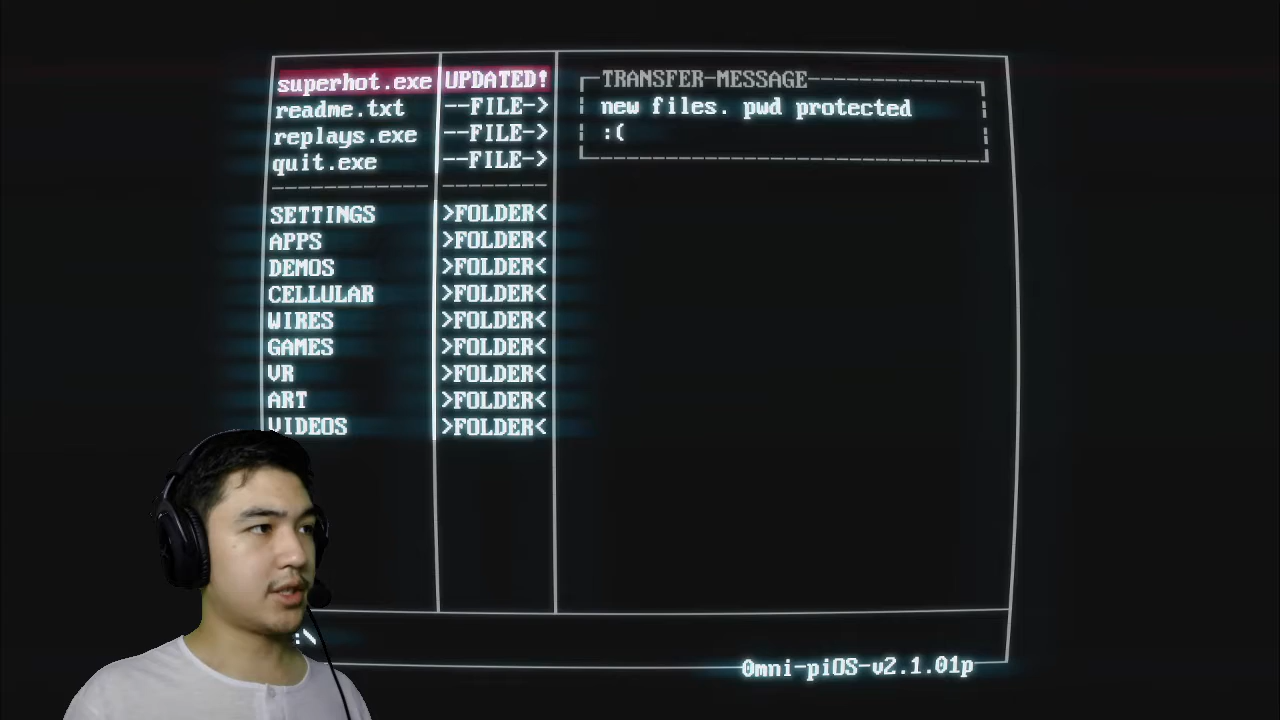 superhot.exe UPDATED!
readme.txt --FILE->
replays.exe --FILE->
quit.exe --FILE->
SETTINGS >FOLDER<
APPS >FOLDER<
DEMOS >FOLDER<
CELLULAR >FOLDER<
WIRES >FOLDER<
GAMES >FOLDER<
VR >FOLDER<
ART >FOLDER<
VIDEOS >FOLDER<
TRANSFER-MESSAGE
new files. pwd protected
:(
:\
0mni-piOS-v2.1.01p